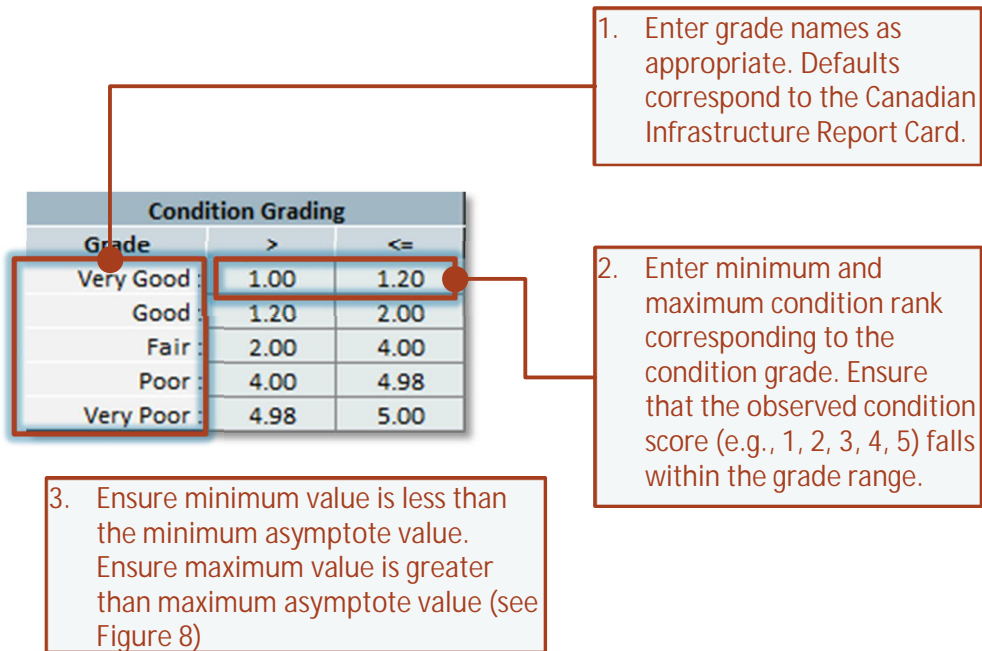 1. Enter grade names as
appropriate. Defaults
correspond to the Canadian
Infrastructure Report Card.
Condition Grading
Grade > <=
Very Good : 1.00 1.20
Good : 1.20 2.00
Fair : 2.00 4.00
Poor : 4.00 4.98
Very Poor : 4.98 5.00
2. Enter minimum and
maximum condition rank
corresponding to the
condition grade. Ensure
that the observed condition
score (e.g., 1, 2, 3, 4, 5) falls
within the grade range.
3. Ensure minimum value is less than
the minimum asymptote value.
Ensure maximum value is greater
than maximum asymptote value (see
Figure 8)